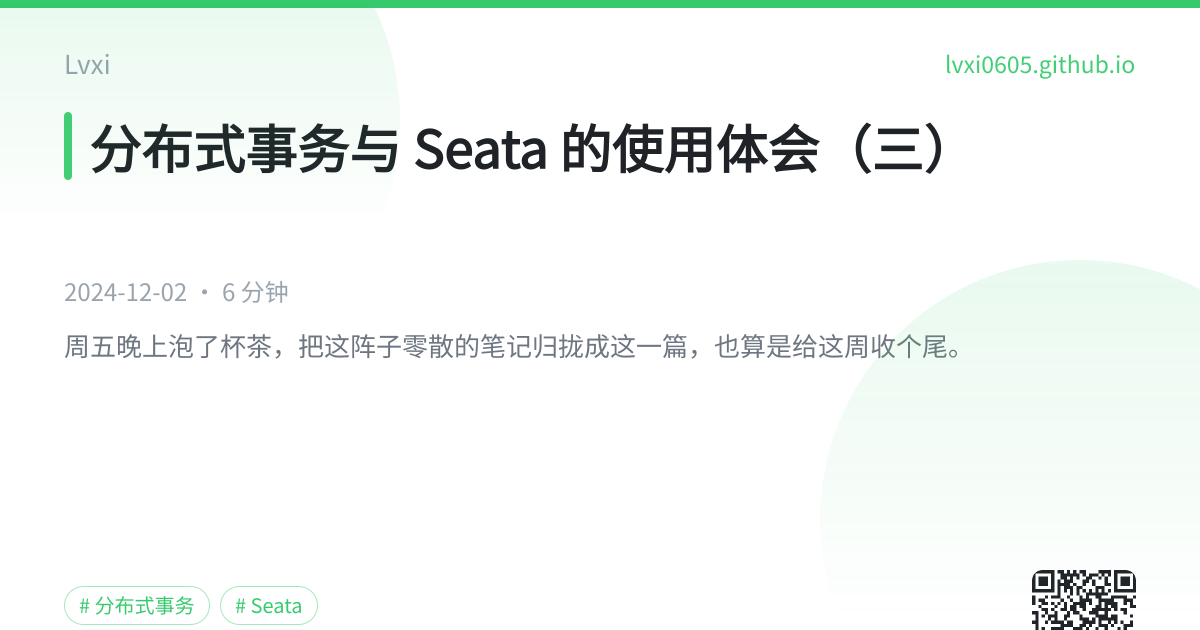 Lvxi
lvxi0605.github.io
分布式事务与 Seata 的使用体会（三）
2024-12-02 · 6 分钟
周五晚上泡了杯茶，把这阵子零散的笔记归拢成这一篇，也算是给这周收个尾。
# 分布式事务
# Seata